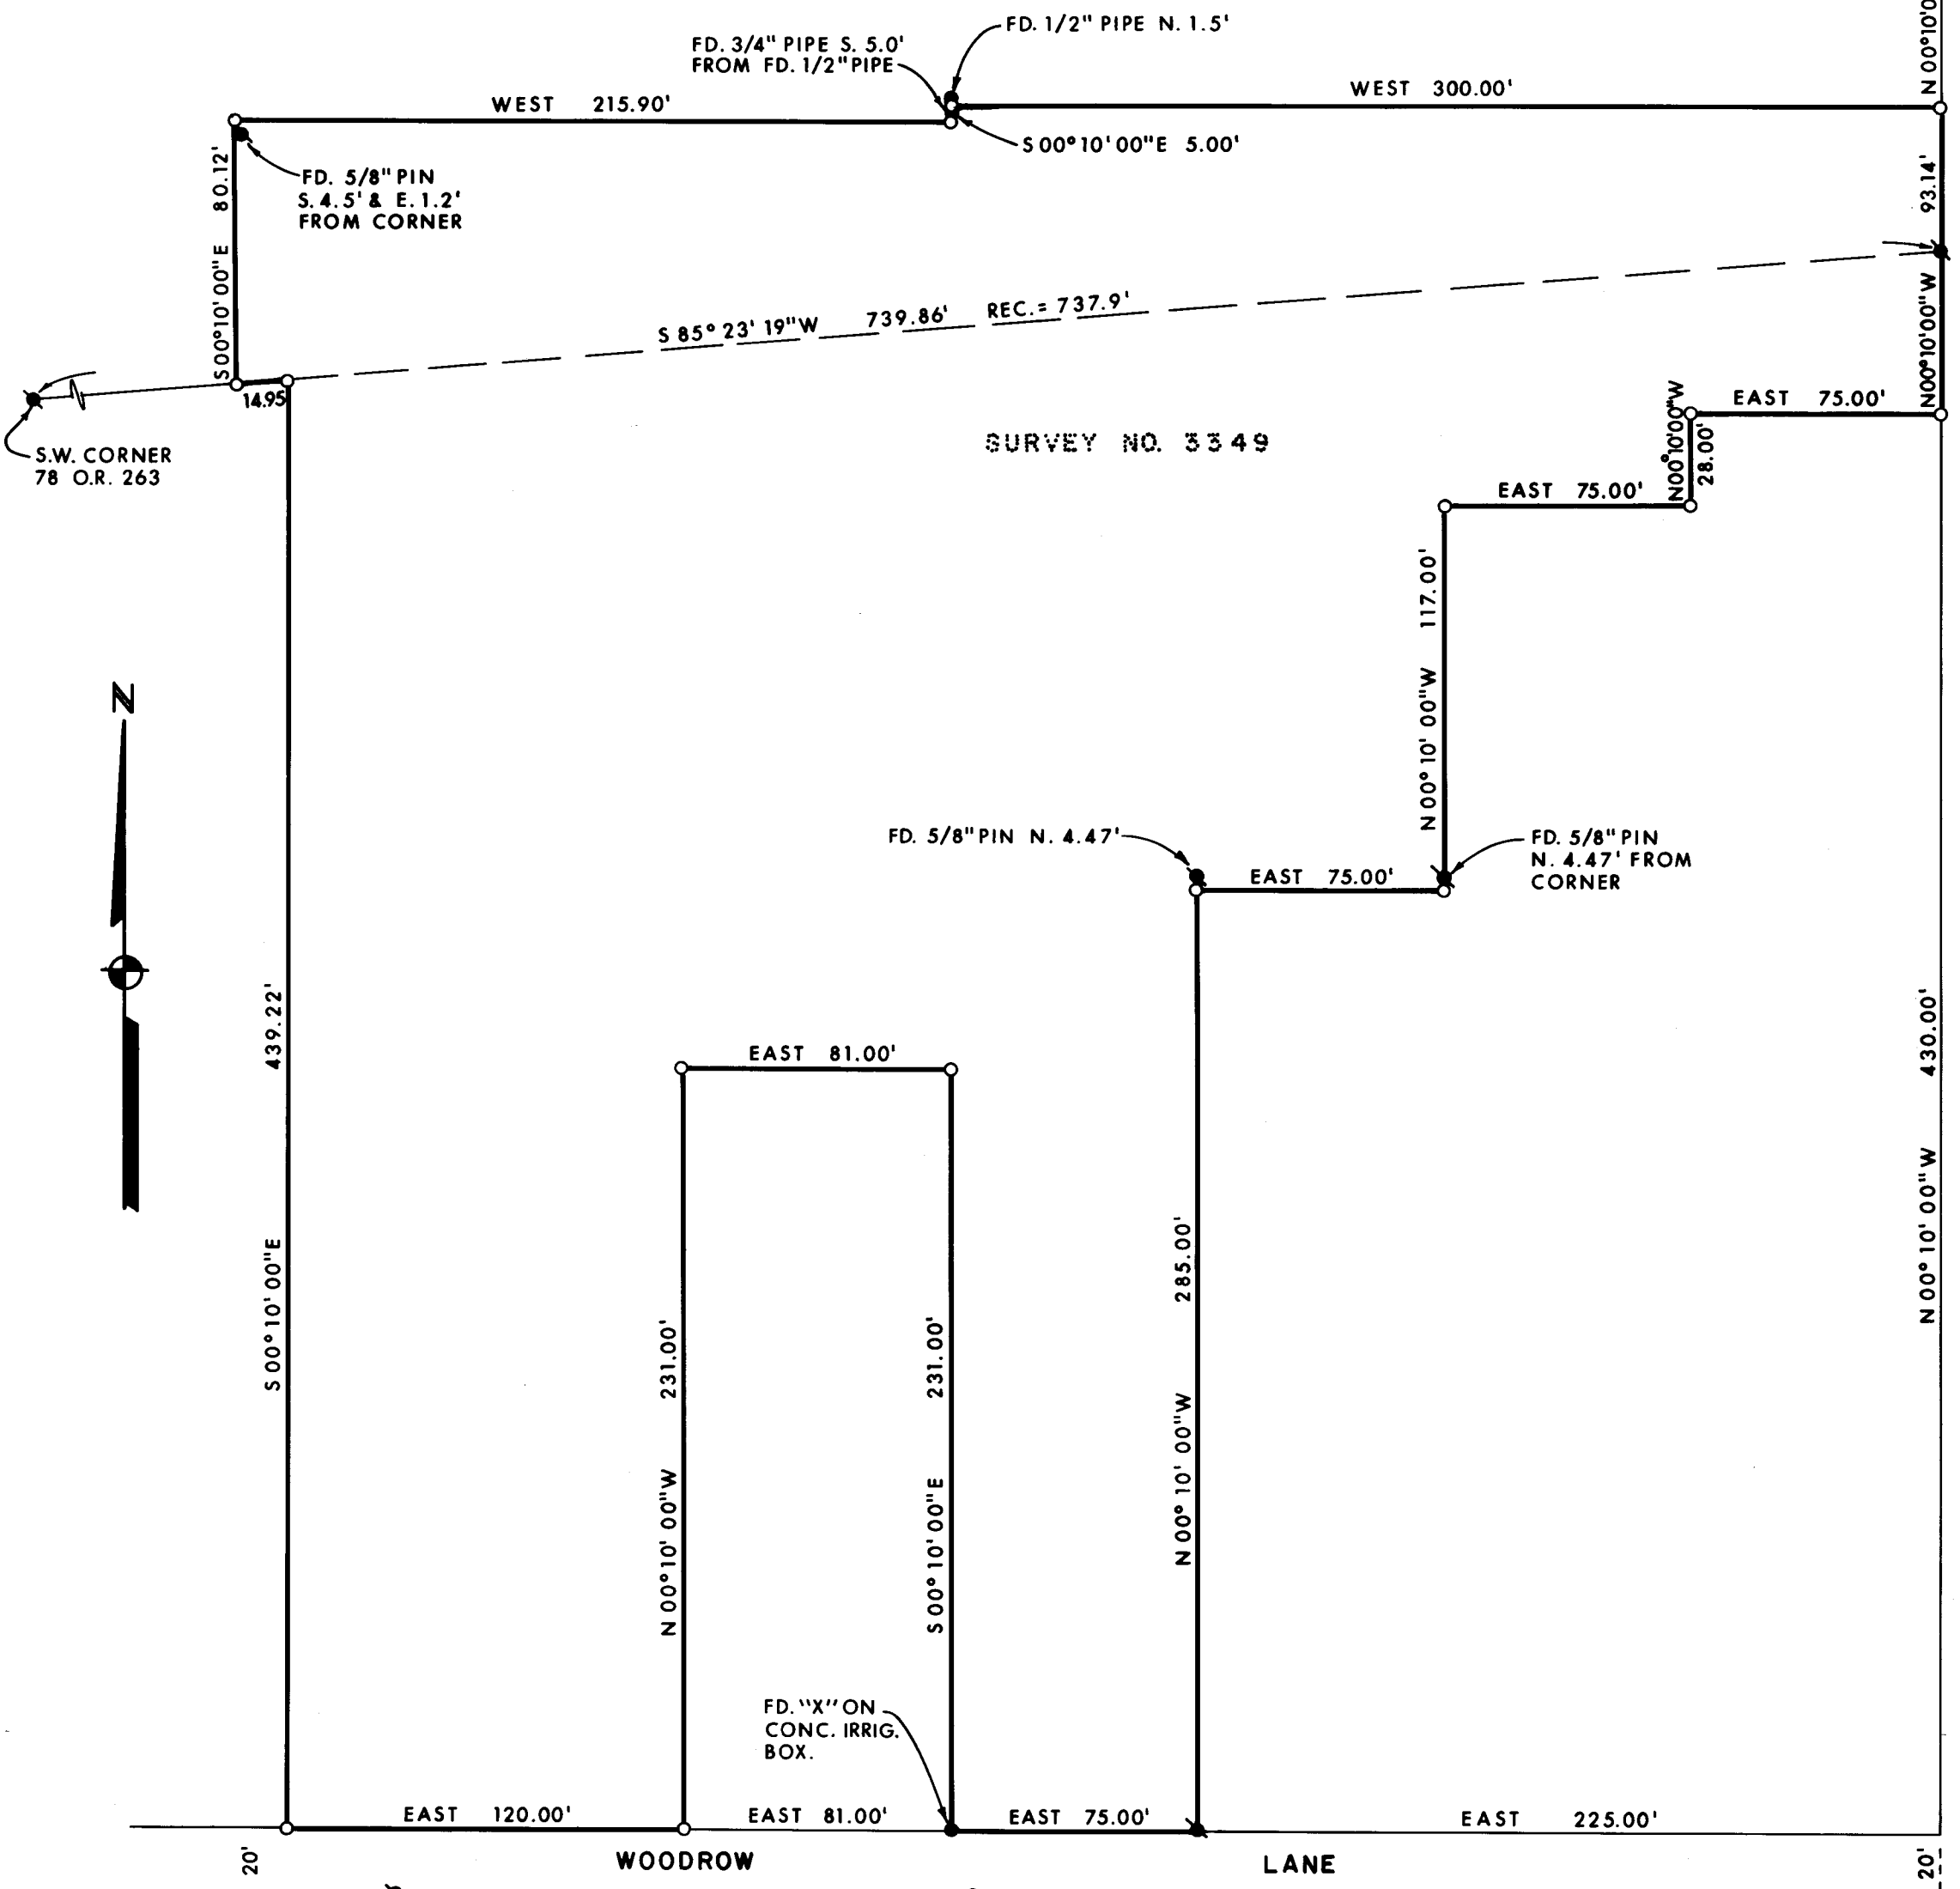 FD. 1/2" PIPE N. 1.5'
FD. 3/4" PIPE S. 5.0'
FROM FD. 1/2" PIPE
N 00°10'0
WEST 215.90'
WEST 300.00'
S 00°10'00"E 5.00'
80.12'
S 00°10'00"E
FD. 5/8" PIN
S. 4.5' & E. 1.2'
FROM CORNER
93.14'
N00°10'00"W
S 85° 23' 19"W 739.86' REC. = 737.9'
14.95
S.W. CORNER
78 O.R. 263
SURVEY NO. 3349
EAST 75.00'
N00°10'00"W
28.00'
EAST 75.00'
117.00'
N 00° 10' 00"W
N
FD. 5/8" PIN N. 4.47'
FD. 5/8" PIN
N. 4.47' FROM
CORNER
EAST 75.00'
439.22'
S 00° 10' 00"E
EAST 81.00'
430.00'
N 00° 10' 00"W
285.00'
N 00° 10' 00"W
231.00'
N 00° 10' 00"W
231.00'
S 00° 10' 00"E
FD. "X" ON
CONC. IRRIG.
BOX.
EAST 120.00'
EAST 81.00'
EAST 75.00'
EAST 225.00'
20'
WOODROW LANE
20'